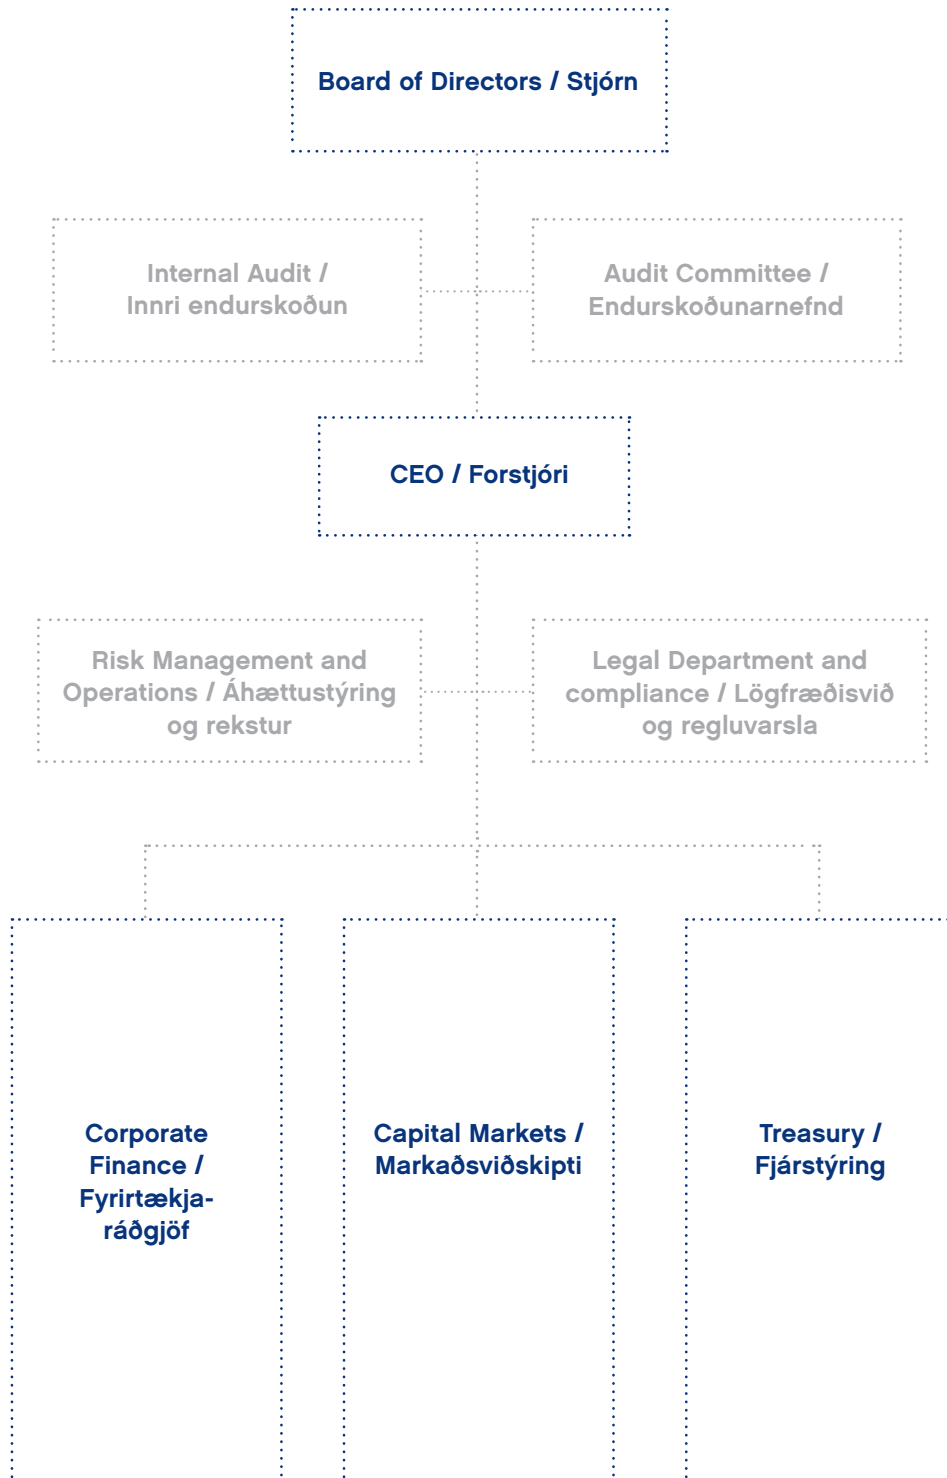 Board of Directors / Stjórn
Internal Audit /
Innri endurskoðun
Audit Committee /
Endurskoðunarnefnd
CEO / Forstjóri
Risk Management and
Operations / Áhættustýring
og rekstur
Legal Department and
compliance / Lögfræðisvið
og regluvarsla
Corporate
Finance /
Fyrirtækja-
ráðgjöf
Capital Markets /
Markaðsviðskipti
Treasury /
Fjárstýring